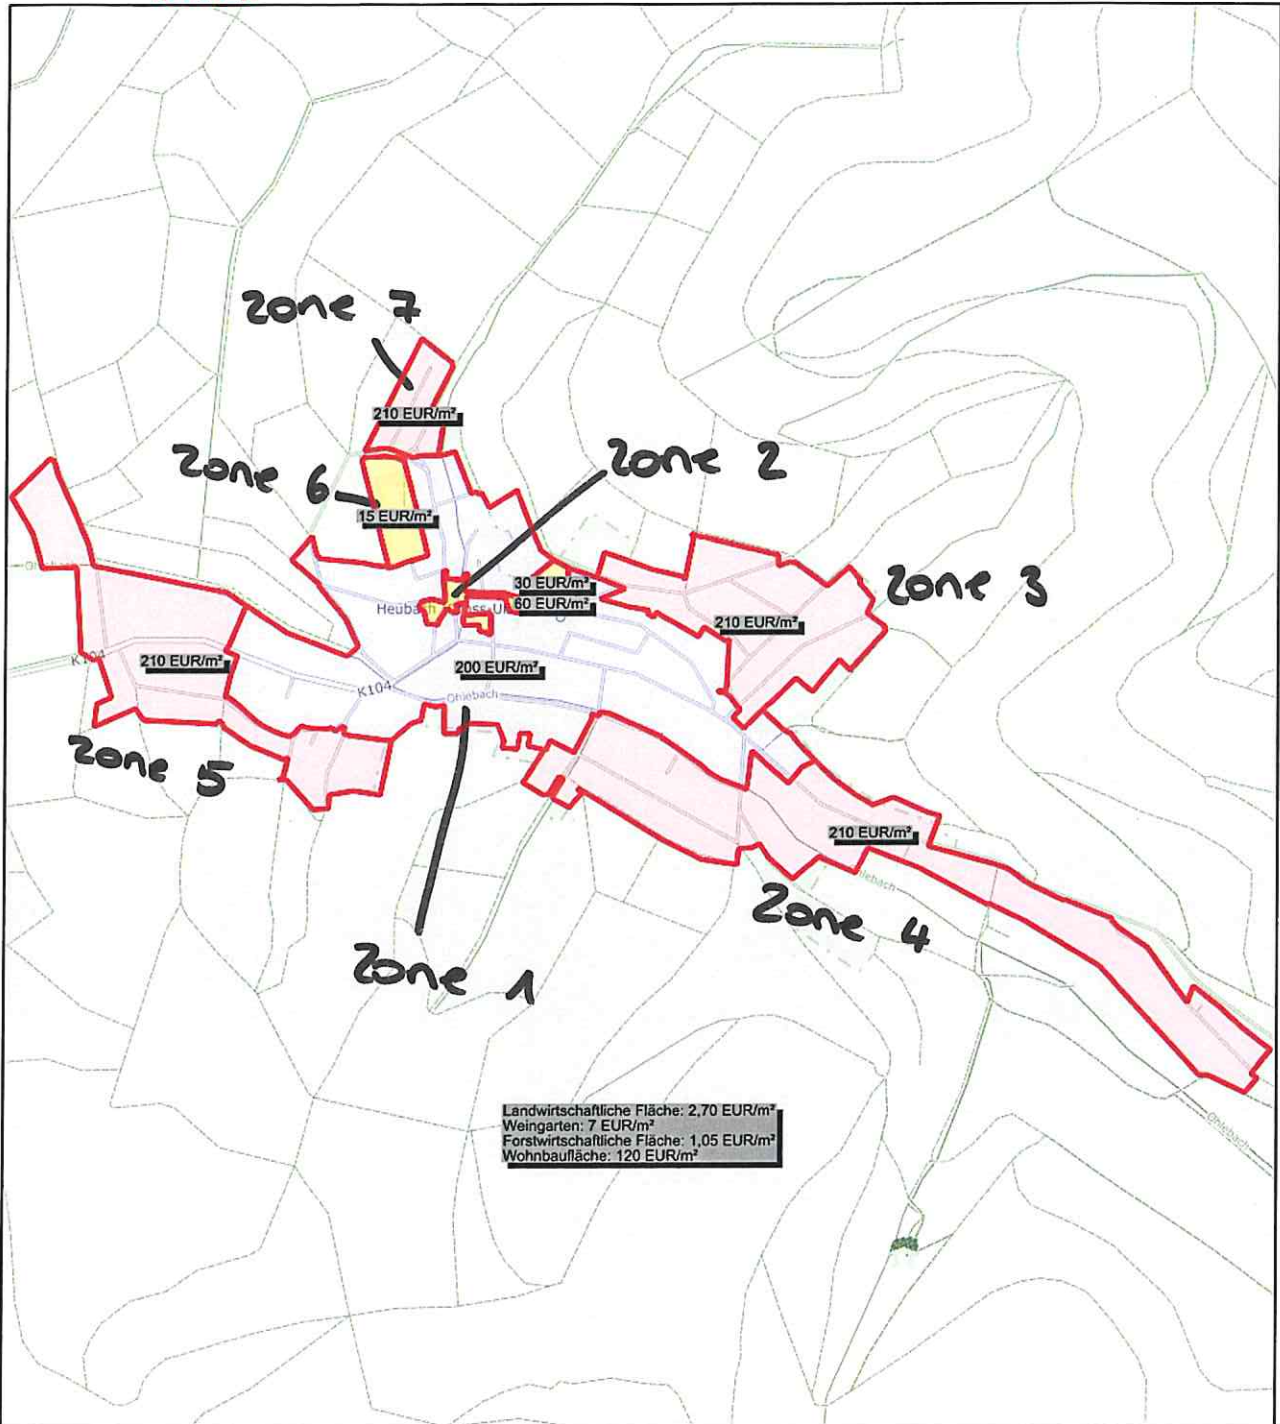 zone 7
210 EUR/m²
zone 6
15 EUR/m²
zone 2
30 EUR/m²
60 EUR/m²
Heubach
zone 3
210 EUR/m²
210 EUR/m²
K104
K104
200 EUR/m²
Ohlebach
zone 5
210 EUR/m²
Ohlebach
zone 4
zone 1
Landwirtschaftliche Fläche: 2,70 EUR/m²
Weingarten: 7 EUR/m²
Forstwirtschaftliche Fläche: 1,05 EUR/m²
Wohnbaufläche: 120 EUR/m²
Ohlebach